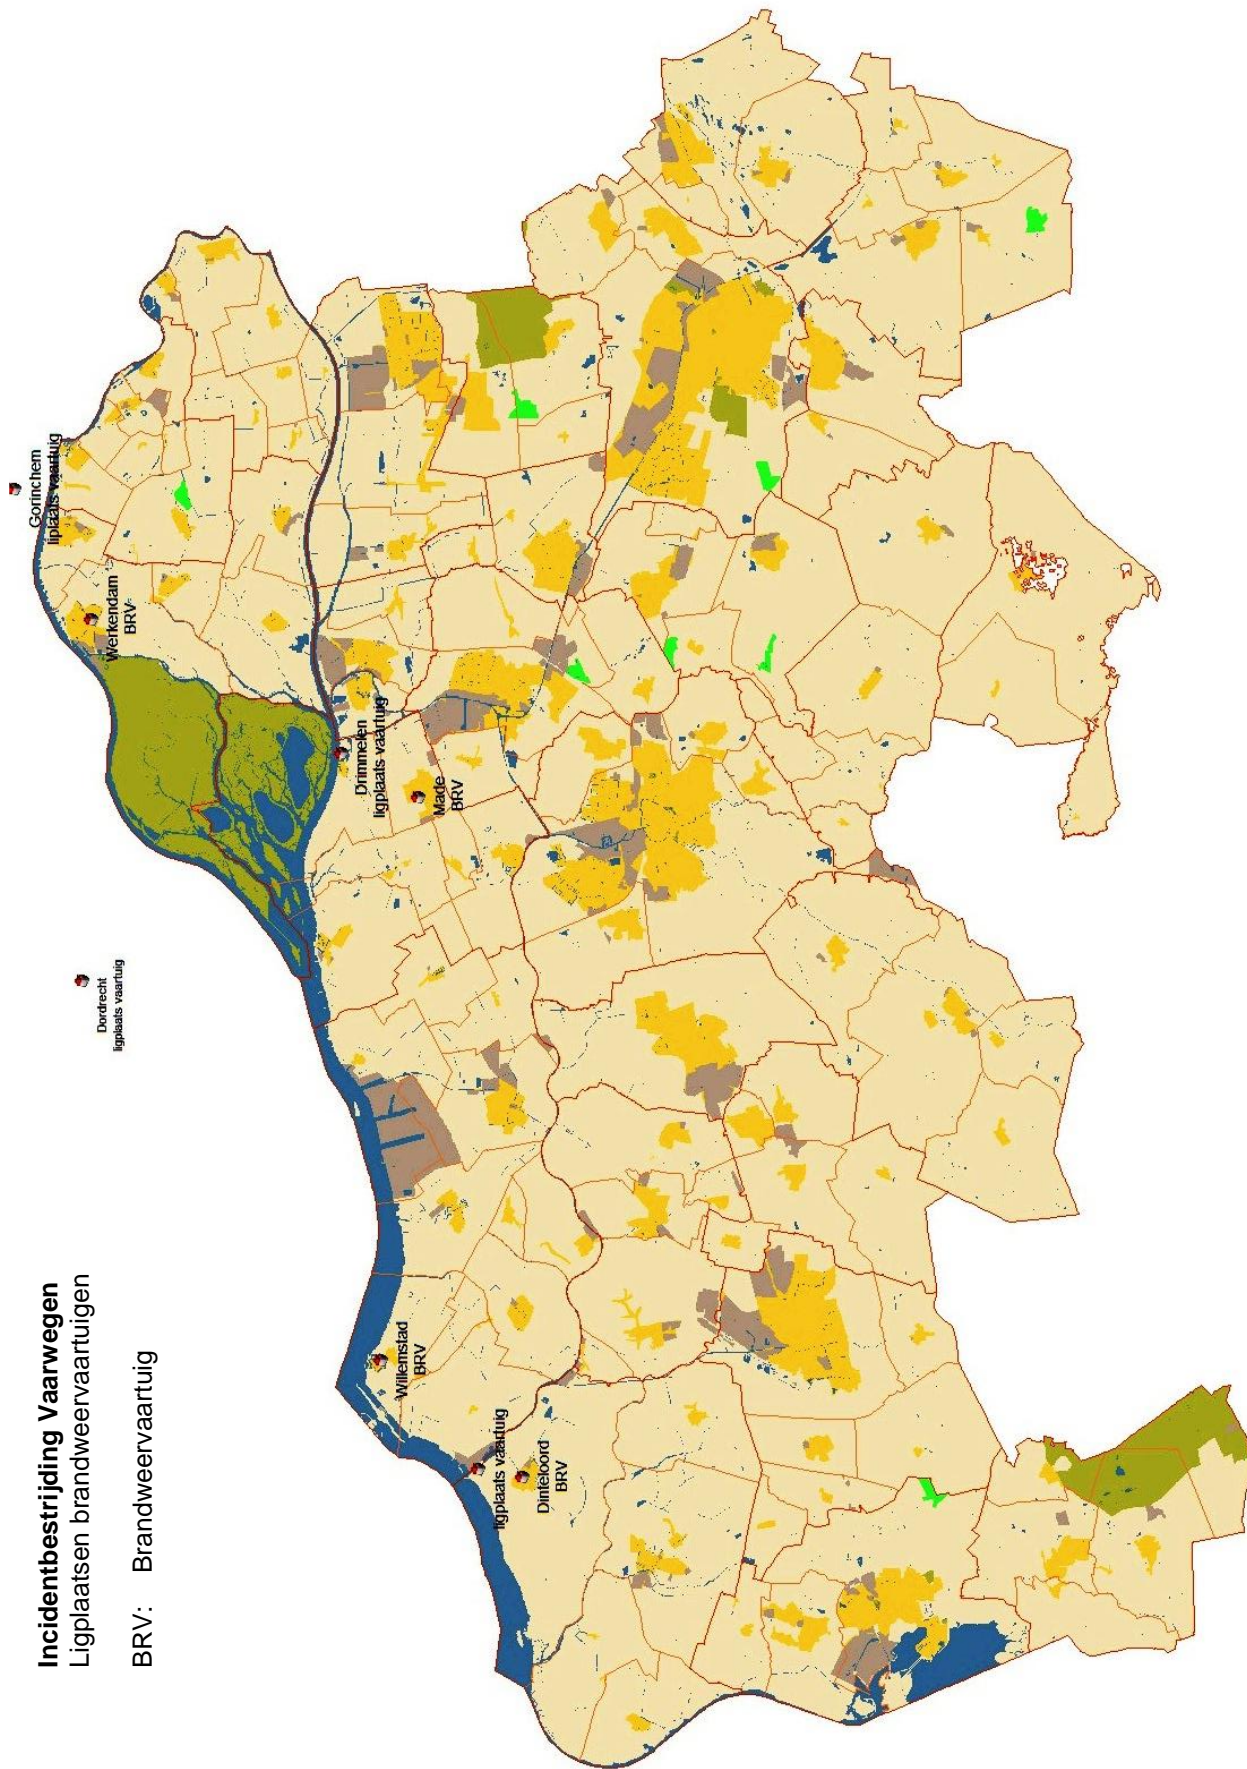 Incidentbestrijding Vaarwegen
Ligplaatsen brandweervaartuigen
BRV: Brandweervaartuig
Gorinchem
liplaats vaartuig
Werkendam
BRV
Dordrecht
ligplaats vaartuig
Drimmelen
ligplaats vaartuig
Made
BRV
Willemstad
BRV
ligplaats vaartuig
Dinteloord
BRV